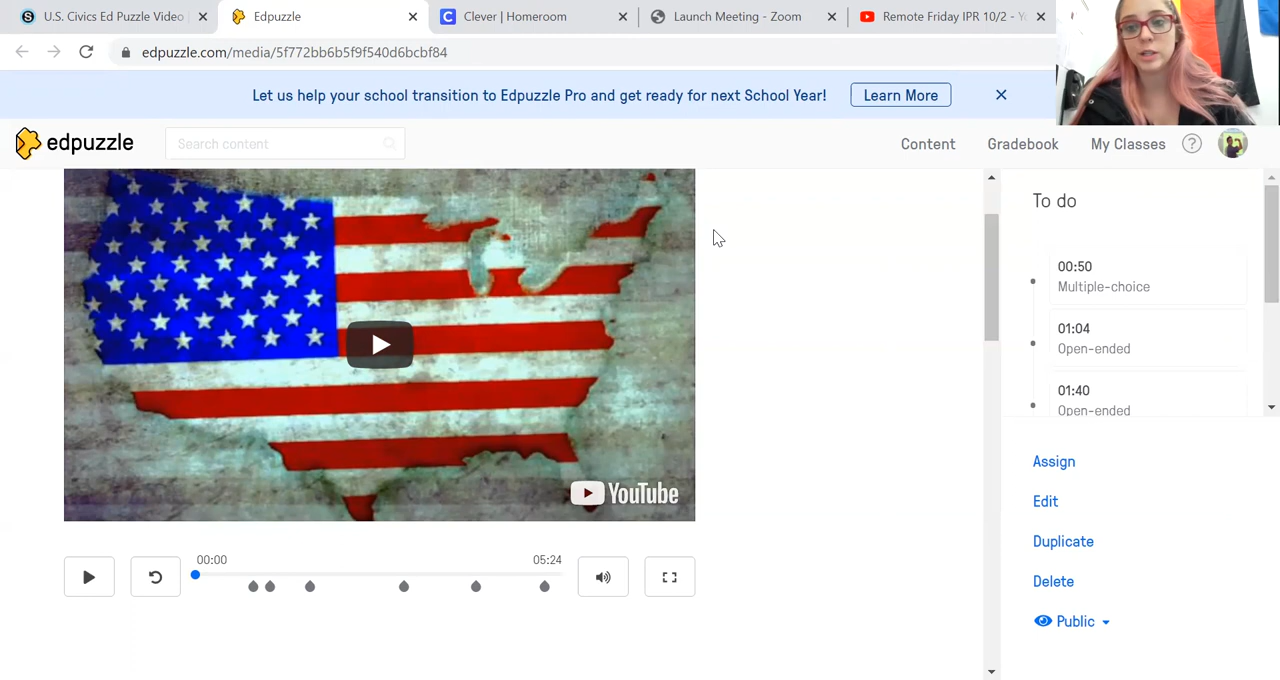 U.S. Civics Ed Puzzle Video
Edpuzzle
Clever | Homeroom
Launch Meeting - Zoom
Remote Friday IPR 10/2 - Yo
edpuzzle.com/media/5f772bb6b5f9f540d6bcbf84
Let us help your school transition to Edpuzzle Pro and get ready for next School Year!
Learn More
edpuzzle
Search content
Content
Gradebook
My Classes
?
YouTube
00:00
05:24
To do
00:50
Multiple-choice
01:04
Open-ended
01:40
Open-ended
Assign
Edit
Duplicate
Delete
Public